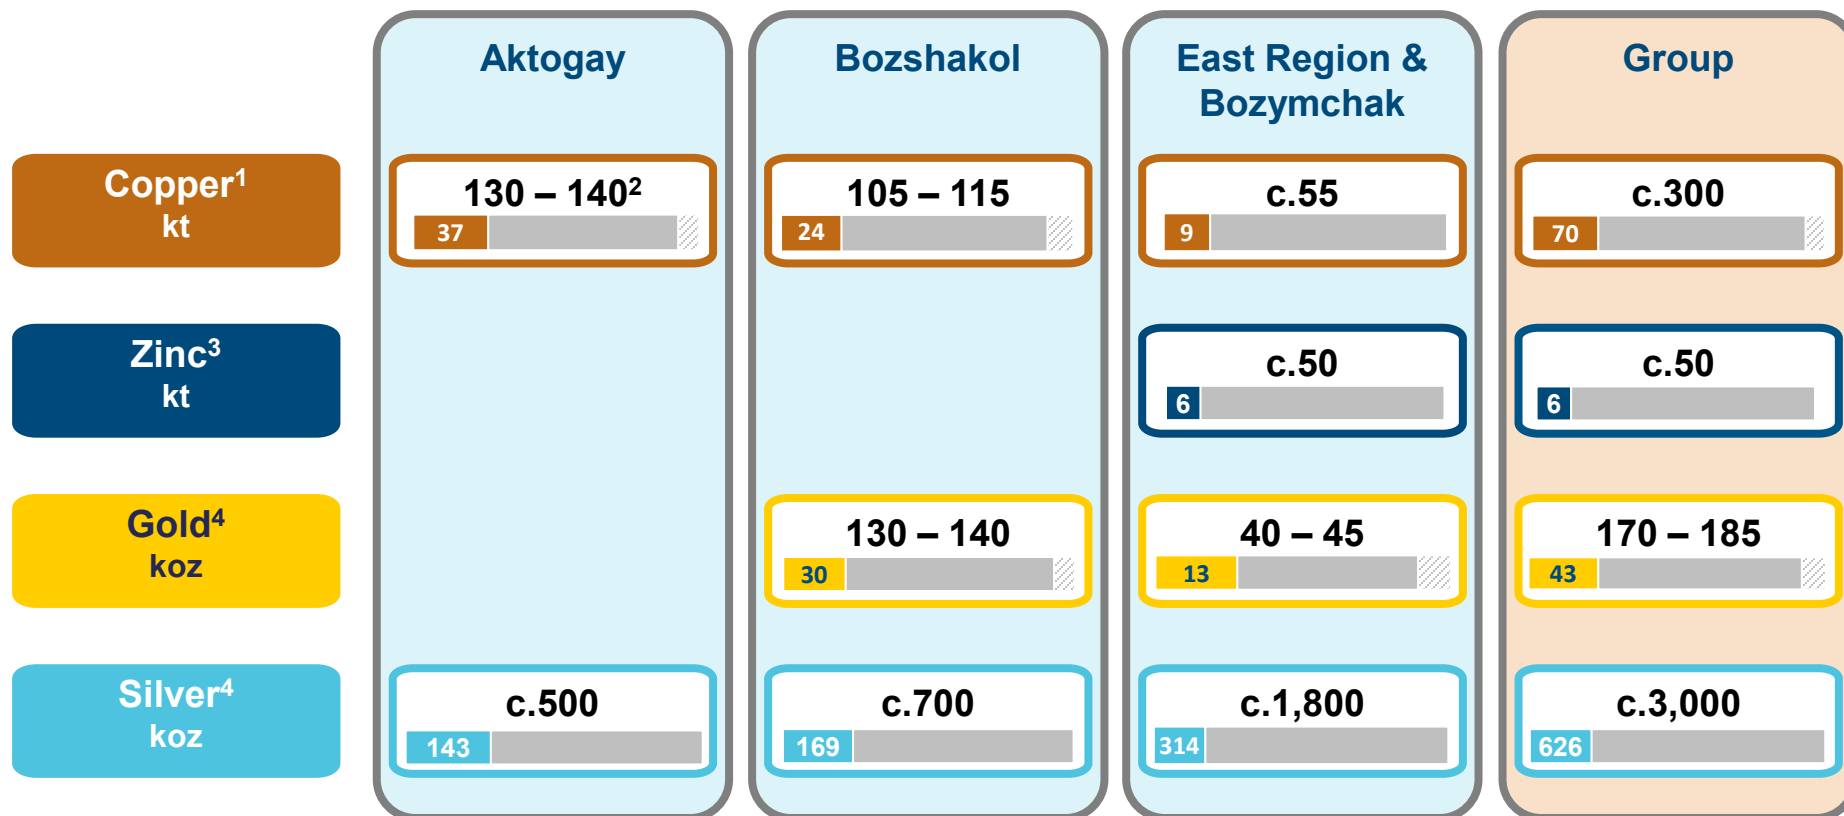 Aktogay
Bozshakol
East Region &
Bozymchak
Group
Copper¹
kt
130 – 140²
37
105 – 115
24
c.55
9
c.300
70
Zinc³
kt
c.50
6
c.50
6
Gold⁴
koz
130 – 140
30
40 – 45
13
170 – 185
43
Silver⁴
koz
c.500
143
c.700
169
c.1,800
314
c.3,000
626